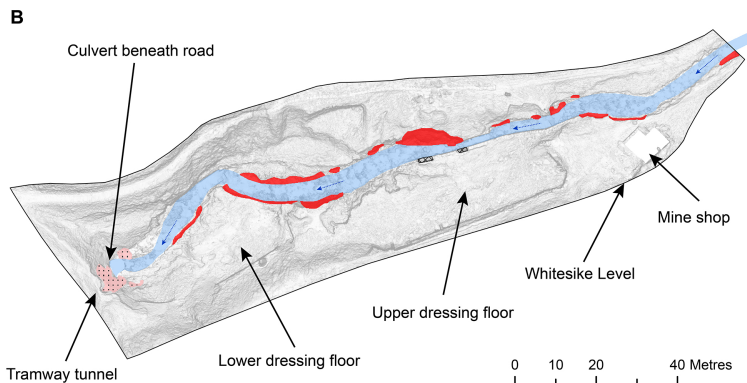 B
Culvert beneath road
Mine shop
Whitesike Level
Upper dressing floor
Lower dressing floor
Tramway tunnel
0 10 20 40 Metres